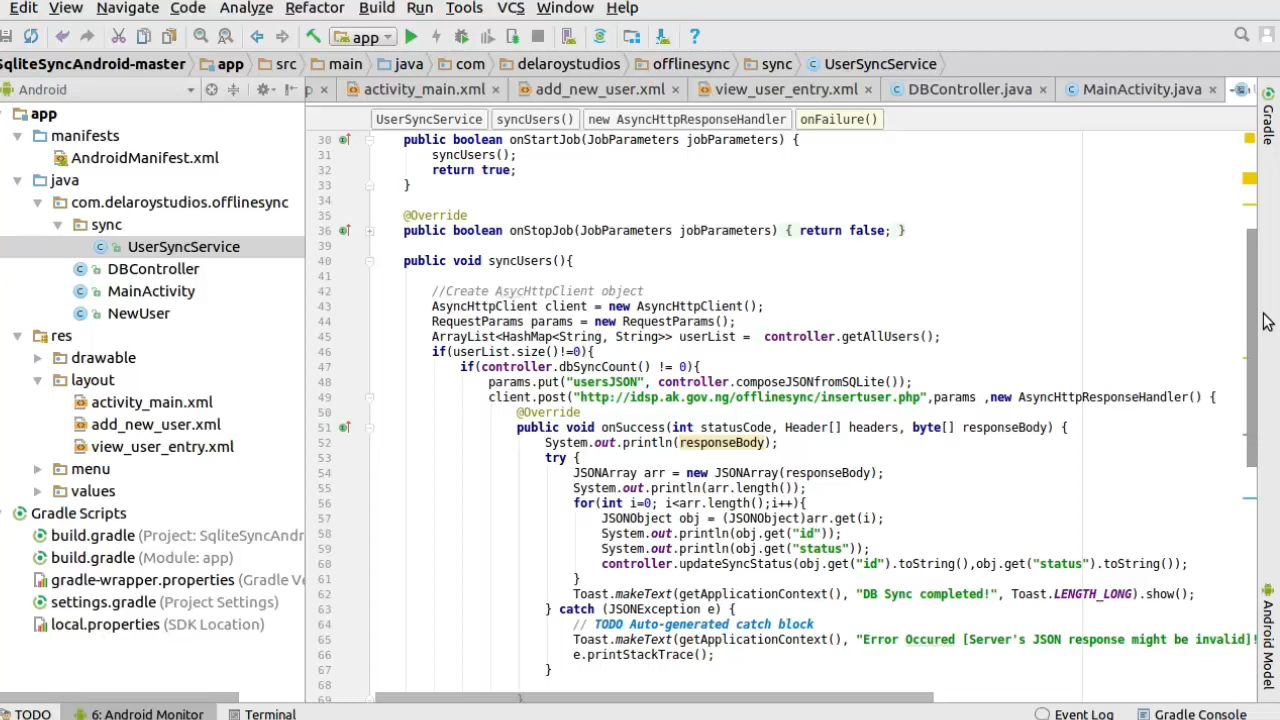 Edit View Navigate Code Analyze Refactor Build Run Tools VCS Window Help
app
SqliteSyncAndroid-master app src main java com delaroystudios offlinesync sync UserSyncService
Android
activity_main.xml add_new_user.xml view_user_entry.xml DBController.java MainActivity.java
UserSyncService syncUsers() new AsyncHttpResponseHandler onFailure()
app
manifests
AndroidManifest.xml
java
com.delaroystudios.offlinesync
sync
UserSyncService
DBController
MainActivity
NewUser
res
drawable
layout
activity_main.xml
add_new_user.xml
view_user_entry.xml
menu
values
Gradle Scripts
build.gradle (Project: SqliteSyncAndr
build.gradle (Module: app)
gradle-wrapper.properties (Gradle Ve
settings.gradle (Project Settings)
local.properties (SDK Location)
30 public boolean onStartJob(JobParameters jobParameters) {
31 syncUsers();
32 return true;
33 }
34
35 @Override
36 public boolean onStopJob(JobParameters jobParameters) { return false; }
39
40 public void syncUsers(){
41
42 //Create AsycHttpClient object
43 AsyncHttpClient client = new AsyncHttpClient();
44 RequestParams params = new RequestParams();
45 ArrayList<HashMap<String, String>> userList = controller.getAllUsers();
46 if(userList.size()!=0){
47 if(controller.dbSyncCount() != 0){
48 params.put("usersJSON", controller.composeJSONfromSQLite());
49 client.post("http://idsp.ak.gov.ng/offlinesync/insertuser.php",params ,new AsyncHttpResponseHandler() {
50 @Override
51 public void onSuccess(int statusCode, Header[] headers, byte[] responseBody) {
52 System.out.println(responseBody);
53 try {
54 JSONArray arr = new JSONArray(responseBody);
55 System.out.println(arr.length());
56 for(int i=0; i<arr.length();i++){
57 JSONObject obj = (JSONObject)arr.get(i);
58 System.out.println(obj.get("id"));
59 System.out.println(obj.get("status"));
60 controller.updateSyncStatus(obj.get("id").toString(),obj.get("status").toString());
61 }
62 Toast.makeText(getApplicationContext(), "DB Sync completed!", Toast.LENGTH_LONG).show();
63 } catch (JSONException e) {
64 // TODO Auto-generated catch block
65 Toast.makeText(getApplicationContext(), "Error Occured [Server's JSON response might be invalid]!
66 e.printStackTrace();
67 }
68
69 }
Gradle
Android Model
TODO 6: Android Monitor Terminal Event Log Gradle Console